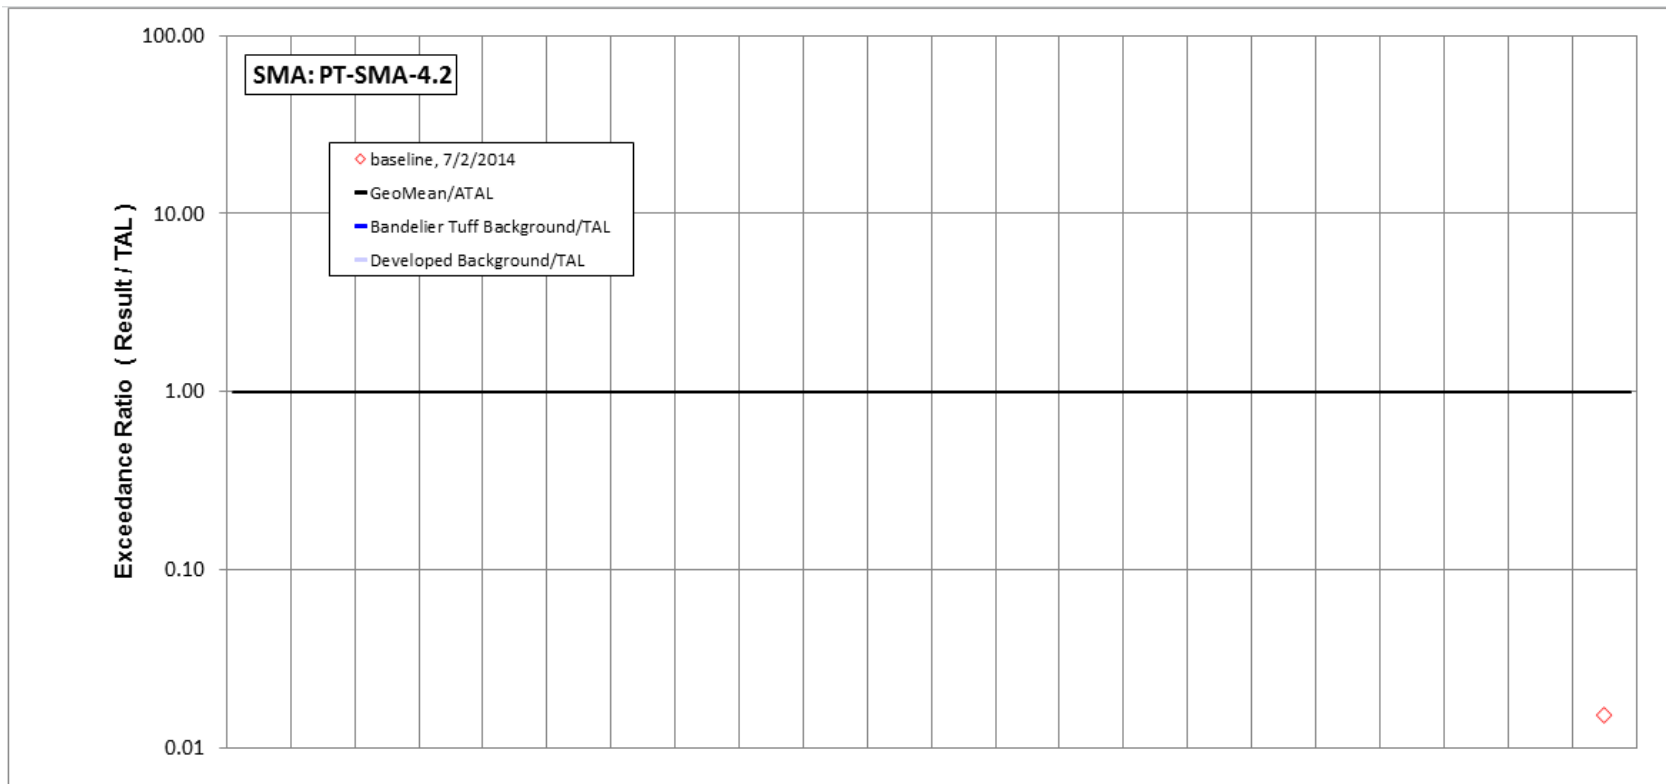 100.00
SMA: PT-SMA-4.2
baseline, 7/2/2014
GeoMean/ATAL
10.00
Bandelier Tuff Background/TAL
Developed Background/TAL
Exceedance Ratio ( Result / TAL )
1.00
0.10
0.01